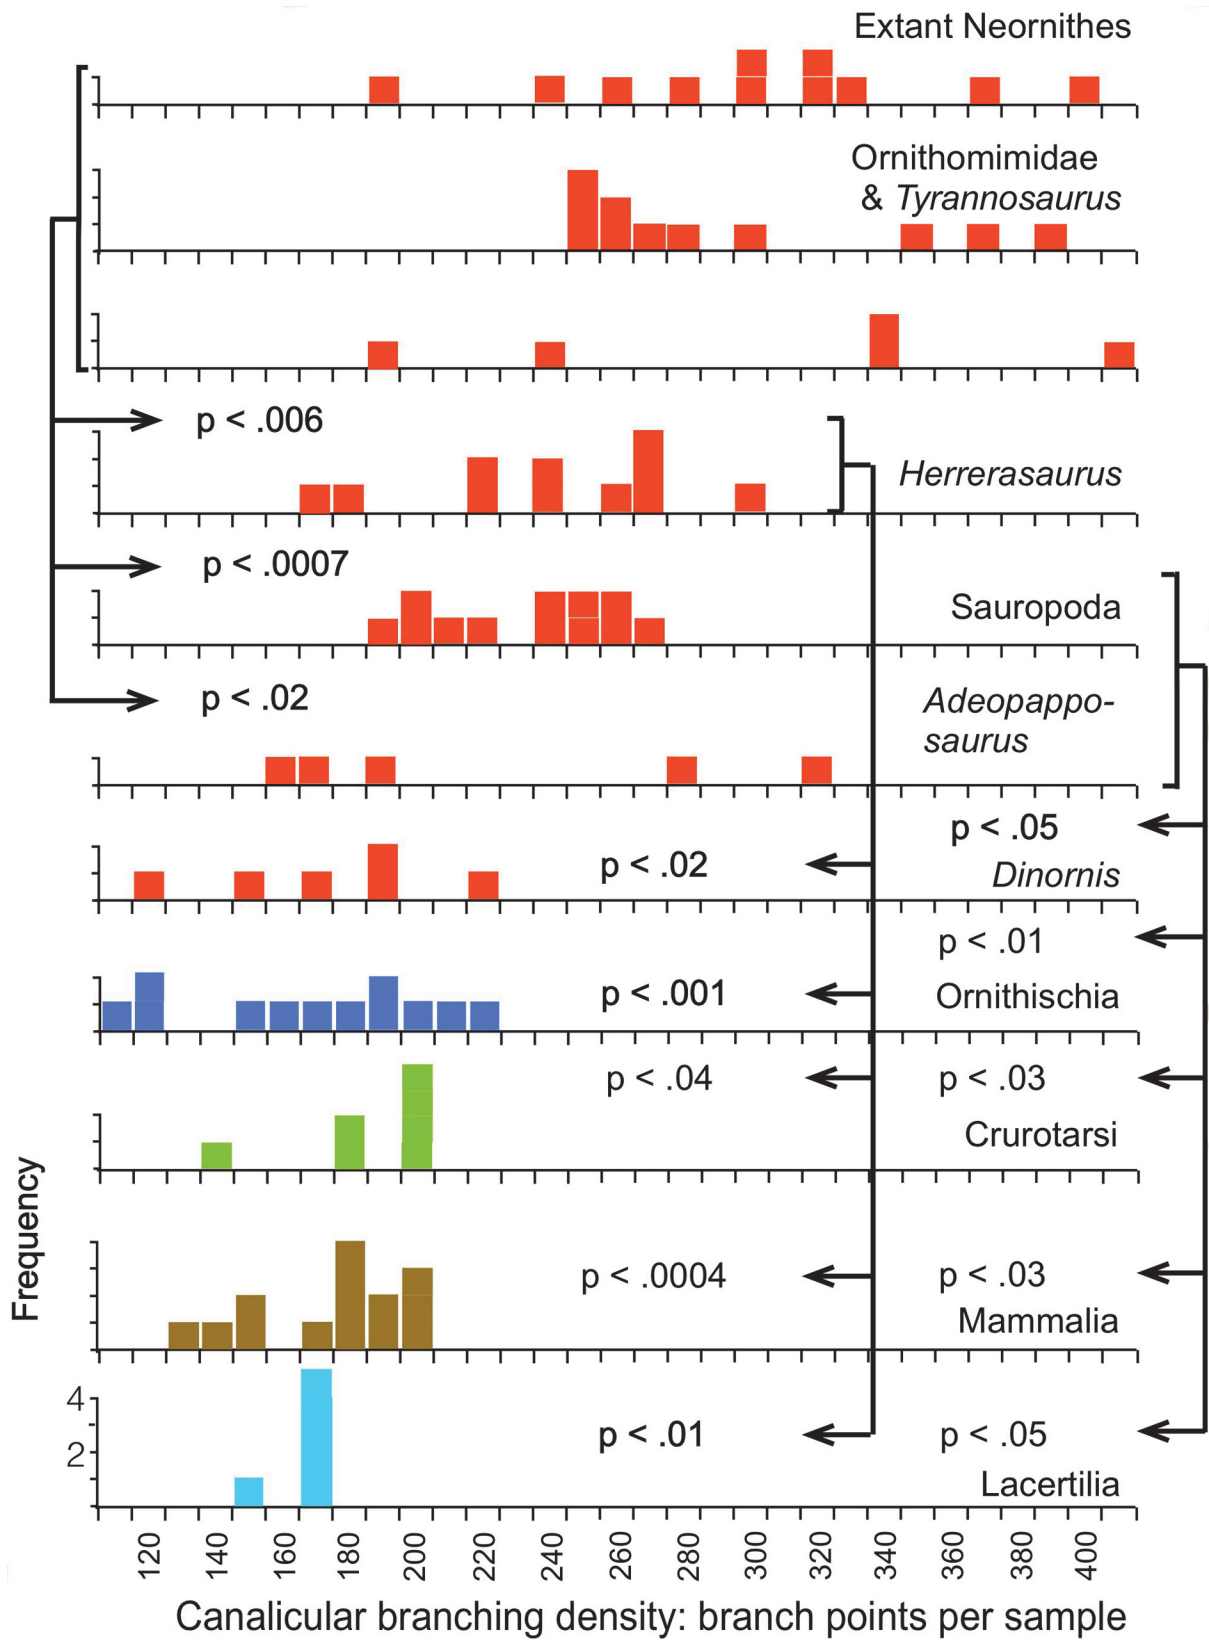 Extant Neornithes
Ornithomimidae
& Tyrannosaurus
p < .006
Herrerasaurus
p < .0007
Sauropoda
p < .02
Adeopappo-
saurus
p < .05
p < .02
Dinornis
p < .01
p < .001
Ornithischia
p < .04
p < .03
Crurotarsi
Frequency
p < .0004
p < .03
Mammalia
4
2
p < .01
p < .05
Lacertilia
120 140 160 180 200 220 240 260 280 300 320 340 360 380 400
Canalicular branching density: branch points per sample